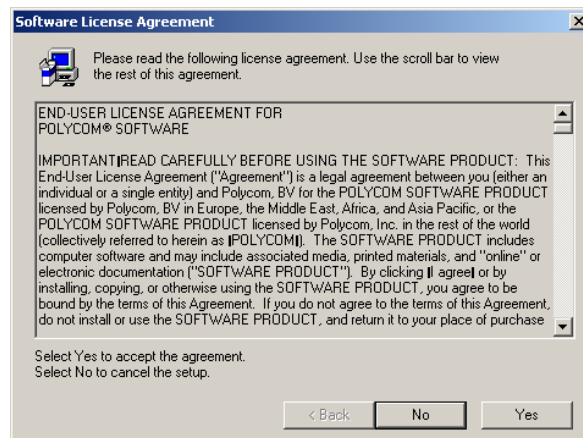 Software License Agreement
Please read the following license agreement. Use the scroll bar to view
the rest of this agreement.
END-USER LICENSE AGREEMENT FOR
POLYCOM® SOFTWARE
IMPORTANT|READ CAREFULLY BEFORE USING THE SOFTWARE PRODUCT: This
End-User License Agreement ("Agreement") is a legal agreement between you (either an
individual or a single entity) and Polycom, BV for the POLYCOM SOFTWARE PRODUCT
licensed by Polycom, BV in Europe, the Middle East, Africa, and Asia Pacific, or the
POLYCOM SOFTWARE PRODUCT licensed by Polycom, Inc. in the rest of the world
(collectively referred to herein as |POLYCOM|). The SOFTWARE PRODUCT includes
computer software and may include associated media, printed materials, and "online" or
electronic documentation ("SOFTWARE PRODUCT"). By clicking |I agree| or by
installing, copying, or otherwise using the SOFTWARE PRODUCT, you agree to be
bound by the terms of this Agreement. If you do not agree to the terms of this Agreement,
do not install or use the SOFTWARE PRODUCT, and return it to your place of purchase
Select Yes to accept the agreement.
Select No to cancel the setup.
< Back
No
Yes